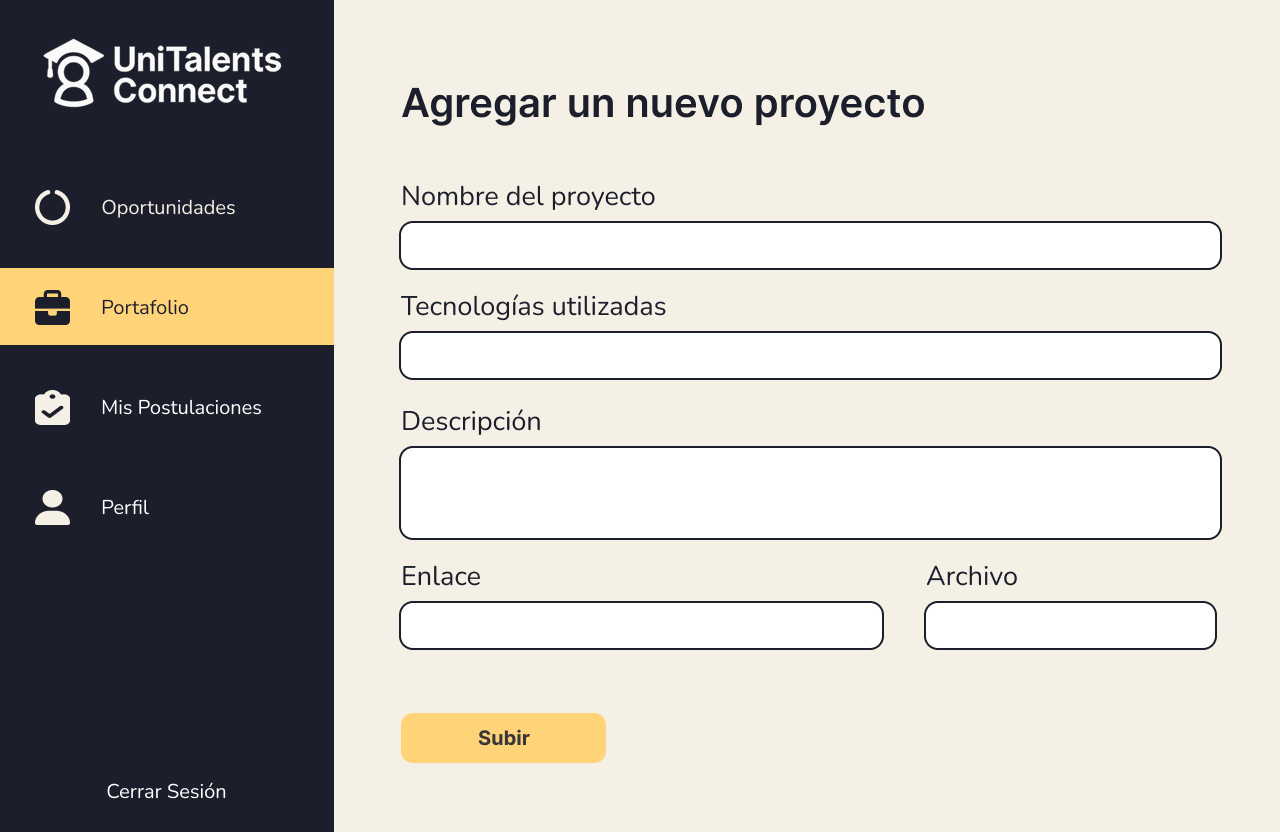 UniTalents
Connect
Oportunidades
Portafolio
Mis Postulaciones
Perfil
Cerrar Sesión
Agregar un nuevo proyecto
Nombre del proyecto
Tecnologías utilizadas
Descripción
Enlace
Archivo
Subir